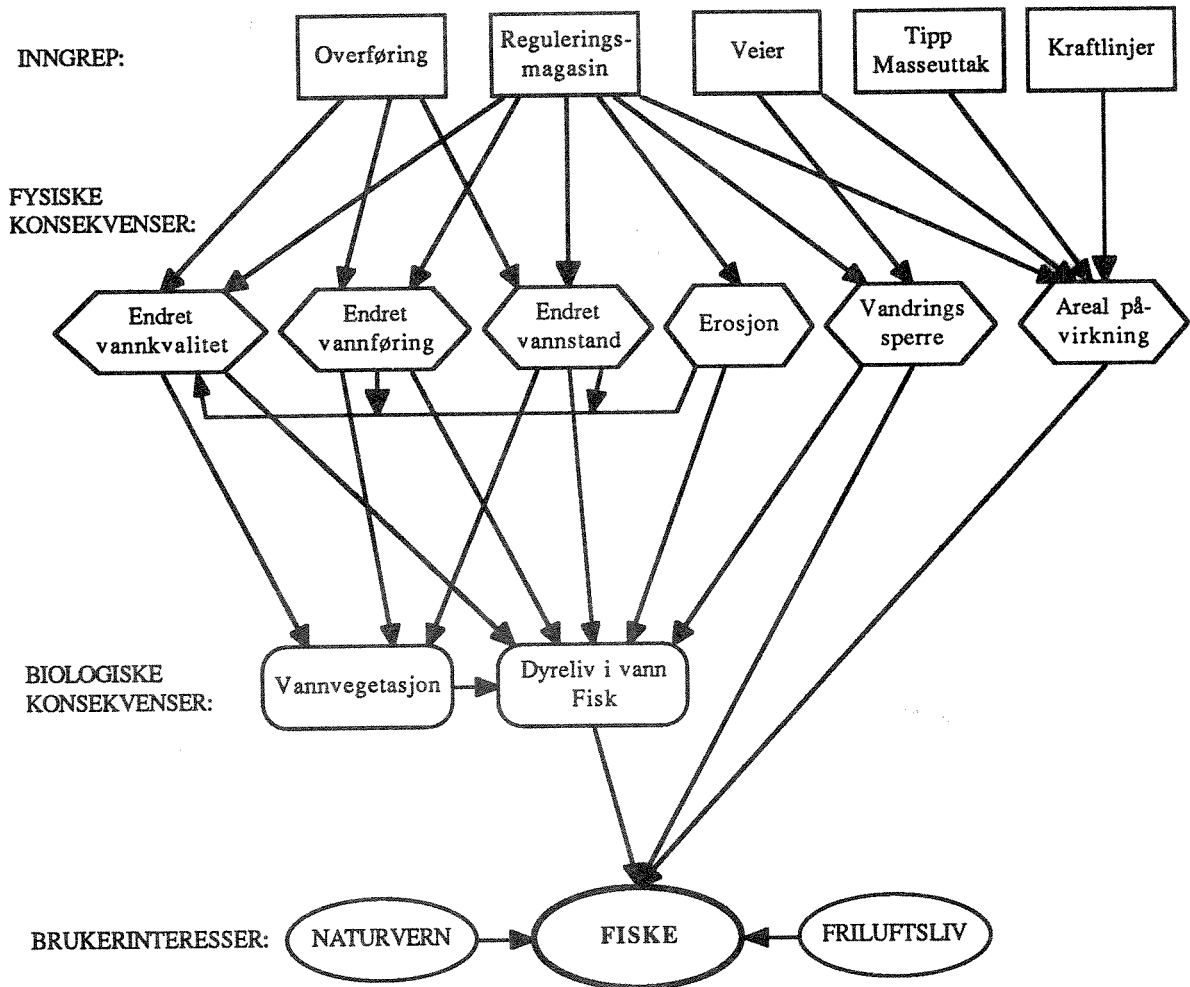 INNGREP:
Overføring
Regulerings-
magasin
Veier
Tipp
Masseuttak
Kraftlinjer
FYSISKE
KONSEKVENSER:
Endret
vannkvalitet
Endret
vannføring
Endret
vannstand
Erosjon
Vandrings
sperre
Areal på-
virkning
BIOLOGISKE
KONSEKVENSER:
Vannvegetasjon
Dyreliv i vann
Fisk
BRUKERINTERESSER:
NATURVERN
FISKE
FRILUFTSLIV